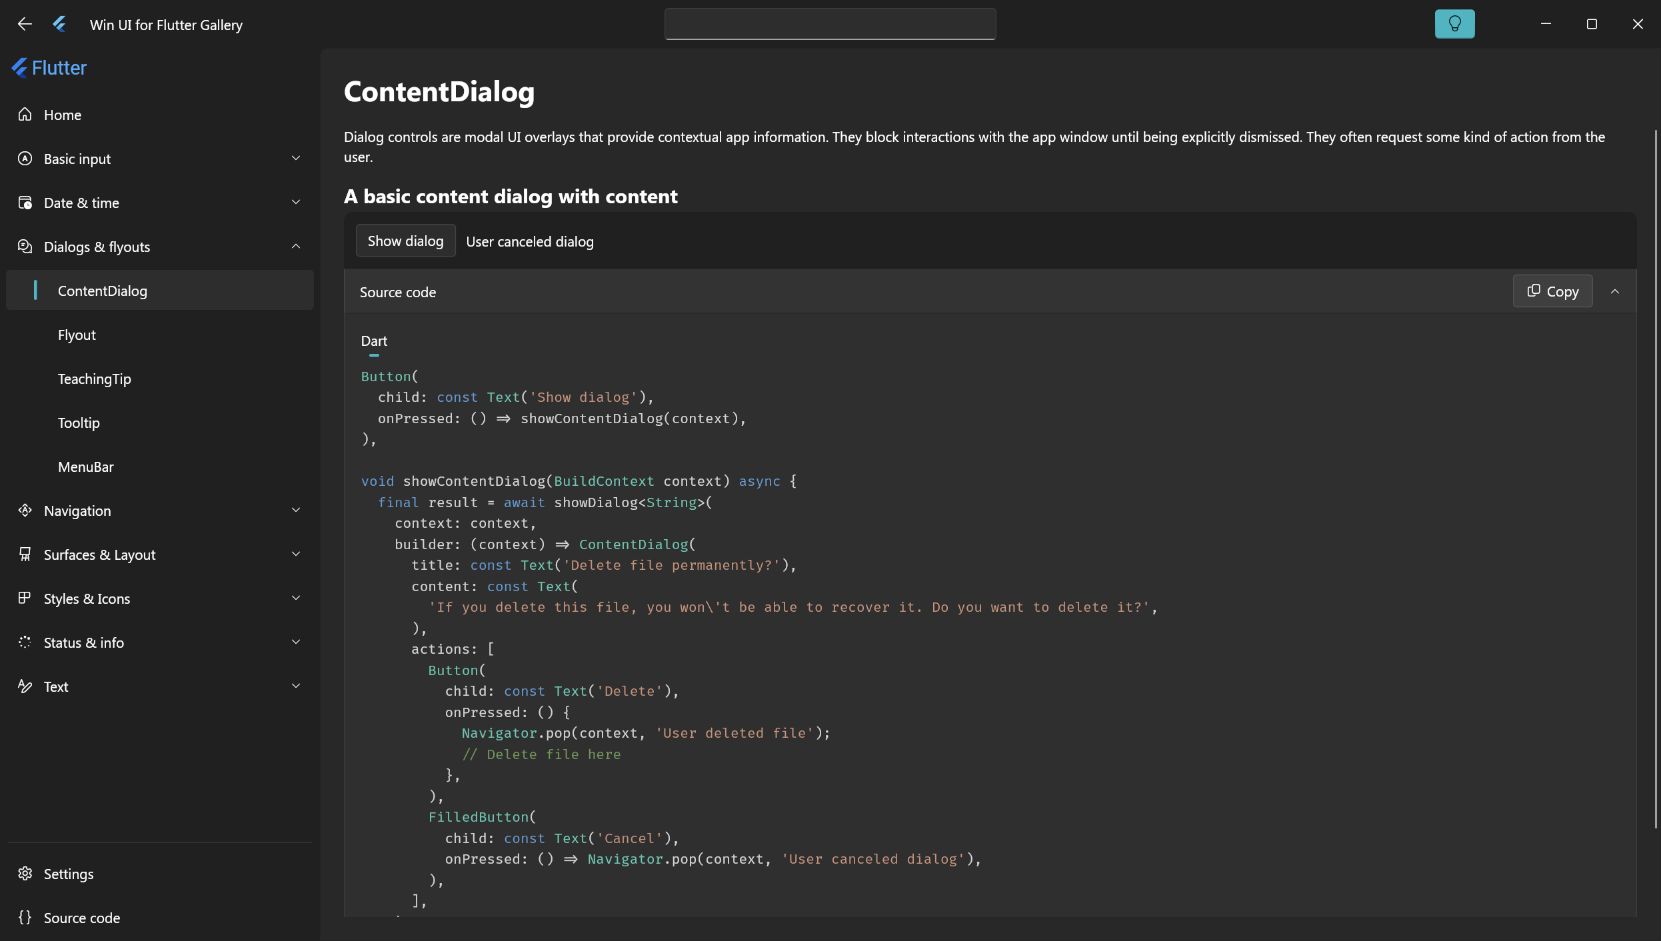 Win UI for Flutter Gallery
Flutter
Home
Basic input
Date & time
Dialogs & flyouts
ContentDialog
Flyout
TeachingTip
Tooltip
MenuBar
Navigation
Surfaces & Layout
Styles & Icons
Status & info
Text
Settings
Source code
ContentDialog
Dialog controls are modal UI overlays that provide contextual app information. They block interactions with the app window until being explicitly dismissed. They often request some kind of action from the
user.
A basic content dialog with content
Show dialog User canceled dialog
Source code Copy
Dart
Button(
  child: const Text('Show dialog'),
  onPressed: () => showContentDialog(context),
),
void showContentDialog(BuildContext context) async {
  final result = await showDialog<String>(
    context: context,
    builder: (context) => ContentDialog(
      title: const Text('Delete file permanently?'),
      content: const Text(
        'If you delete this file, you won\'t be able to recover it. Do you want to delete it?',
      ),
      actions: [
        Button(
          child: const Text('Delete'),
          onPressed: () {
            Navigator.pop(context, 'User deleted file');
            // Delete file here
          },
        ),
        FilledButton(
          child: const Text('Cancel'),
          onPressed: () => Navigator.pop(context, 'User canceled dialog'),
        ),
      ],